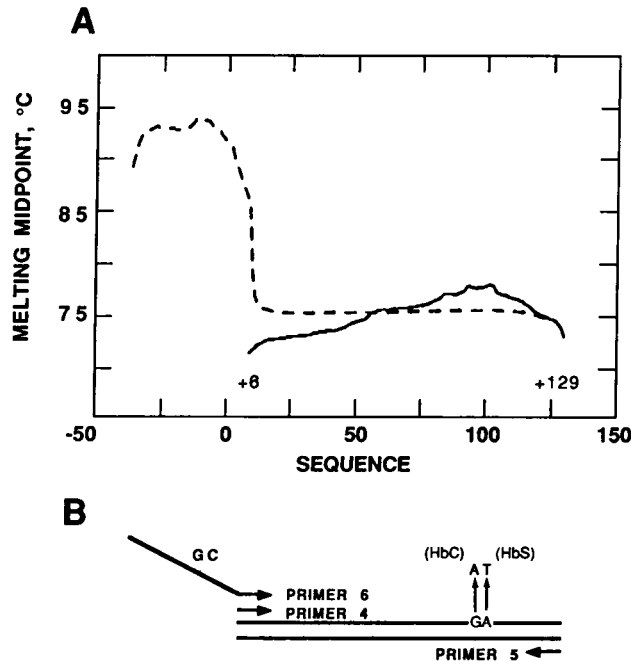 A
MELTING MIDPOINT, °C
95
85
75
+6
+129
-50
0
50
100
150
SEQUENCE
B
GC
(HbC)
AT
(HbS)
PRIMER 6
PRIMER 4
GA
PRIMER 5